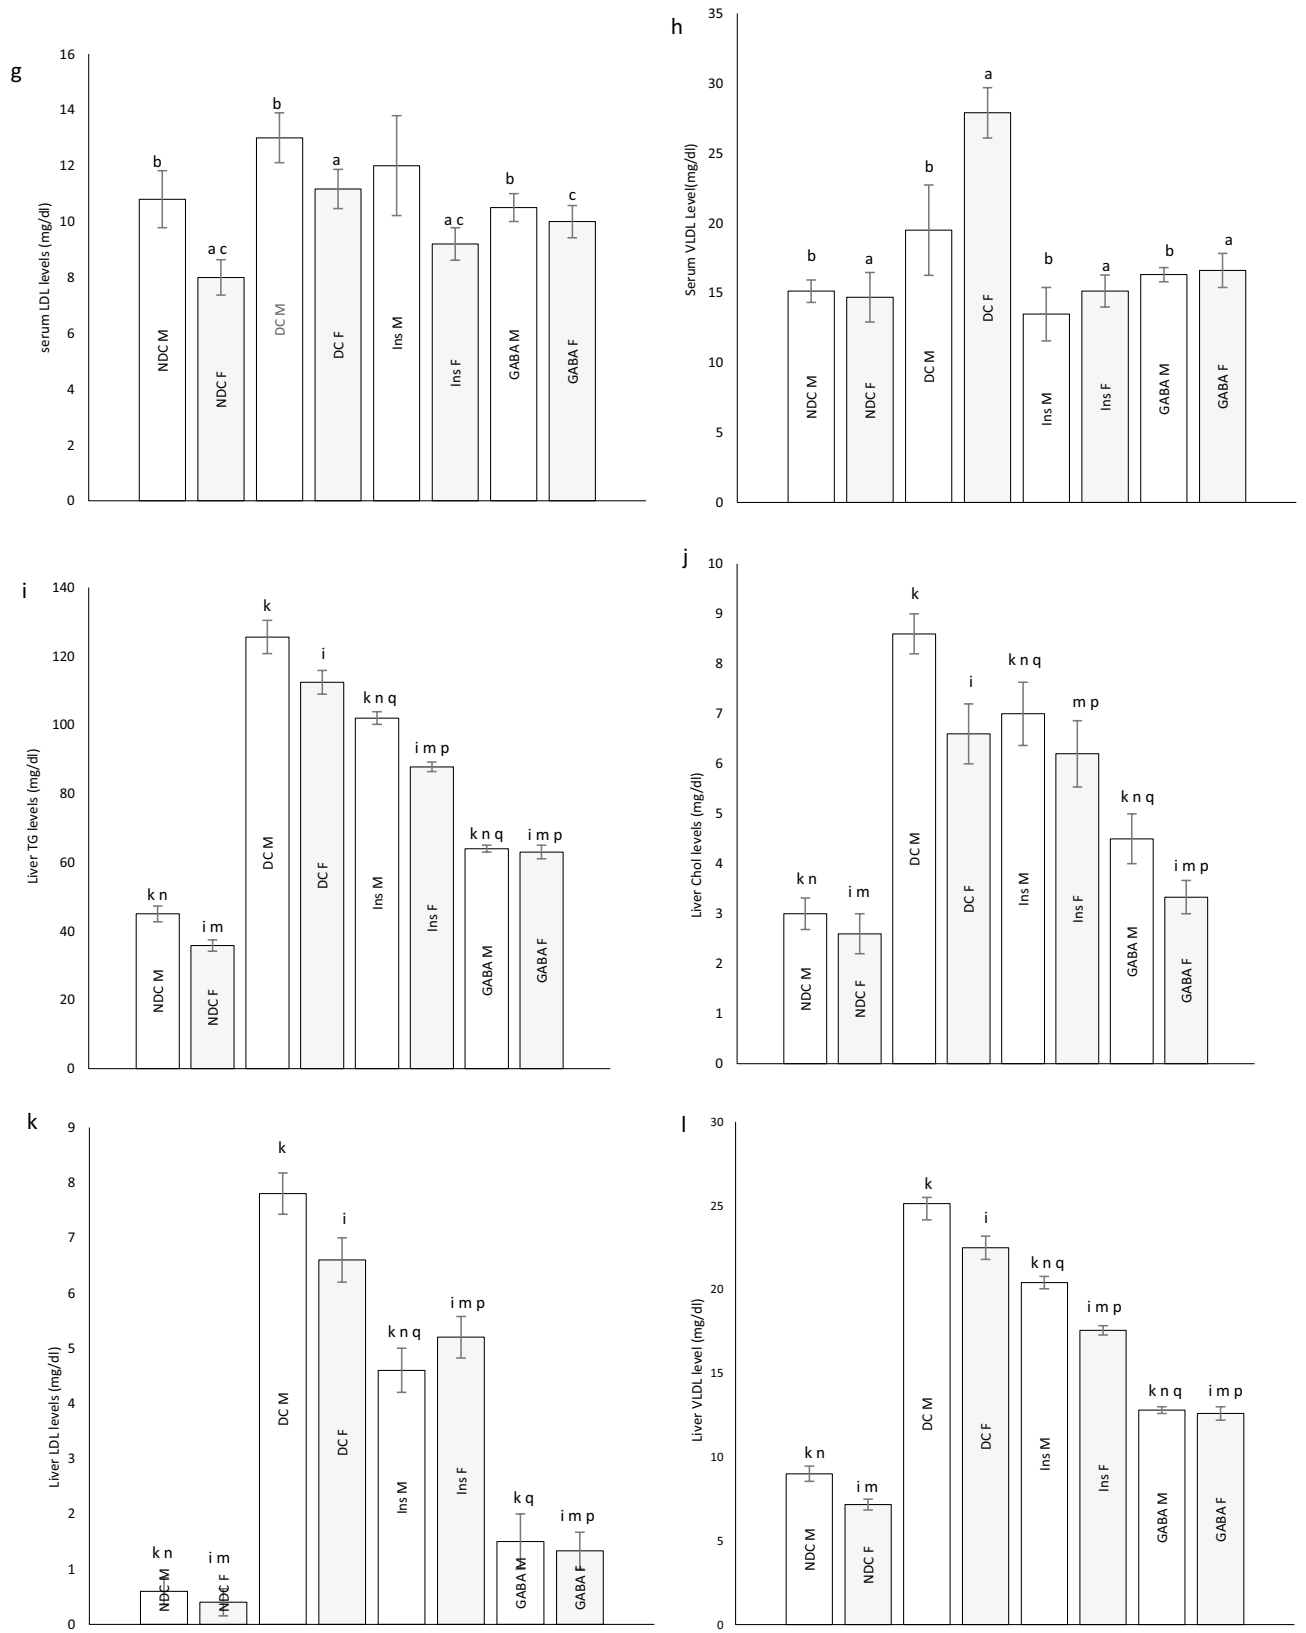 g
serum LDL levels (mg/dl)
16
14
12
10
8
6
4
2
0
b
a c
b
a
a c
b
c
NDC M
NDC F
DC M
DC F
Ins M
Ins F
GABA M
GABA F
h
Serum VLDL Level(mg/dl)
35
30
25
20
15
10
5
0
b
a
b
a
b
a
b
a
NDC M
NDC F
DC M
DC F
Ins M
Ins F
GABA M
GABA F
i
Liver TG levels (mg/dl)
140
120
100
80
60
40
20
0
k n
i m
k
i
k n q
i m p
k n q
i m p
NDC M
NDC F
DC M
DC F
Ins M
Ins F
GABA M
GABA F
j
Liver Chol levels (mg/dl)
10
9
8
7
6
5
4
3
2
1
0
k n
i m
k
i
k n q
m p
k n q
i m p
NDC M
NDC F
DC M
DC F
Ins M
Ins F
GABA M
GABA F
k
Liver LDL levels (mg/dl)
9
8
7
6
5
4
3
2
1
0
k n
i m
k
i
k n q
i m p
k q
i m p
NDC M
NDC F
DC M
DC F
Ins M
Ins F
GABA M
GABA F
l
Liver VLDL level (mg/dl)
30
25
20
15
10
5
0
k n
i m
k
i
k n q
i m p
k n q
i m p
NDC M
NDC F
DC M
DC F
Ins M
Ins F
GABA M
GABA F